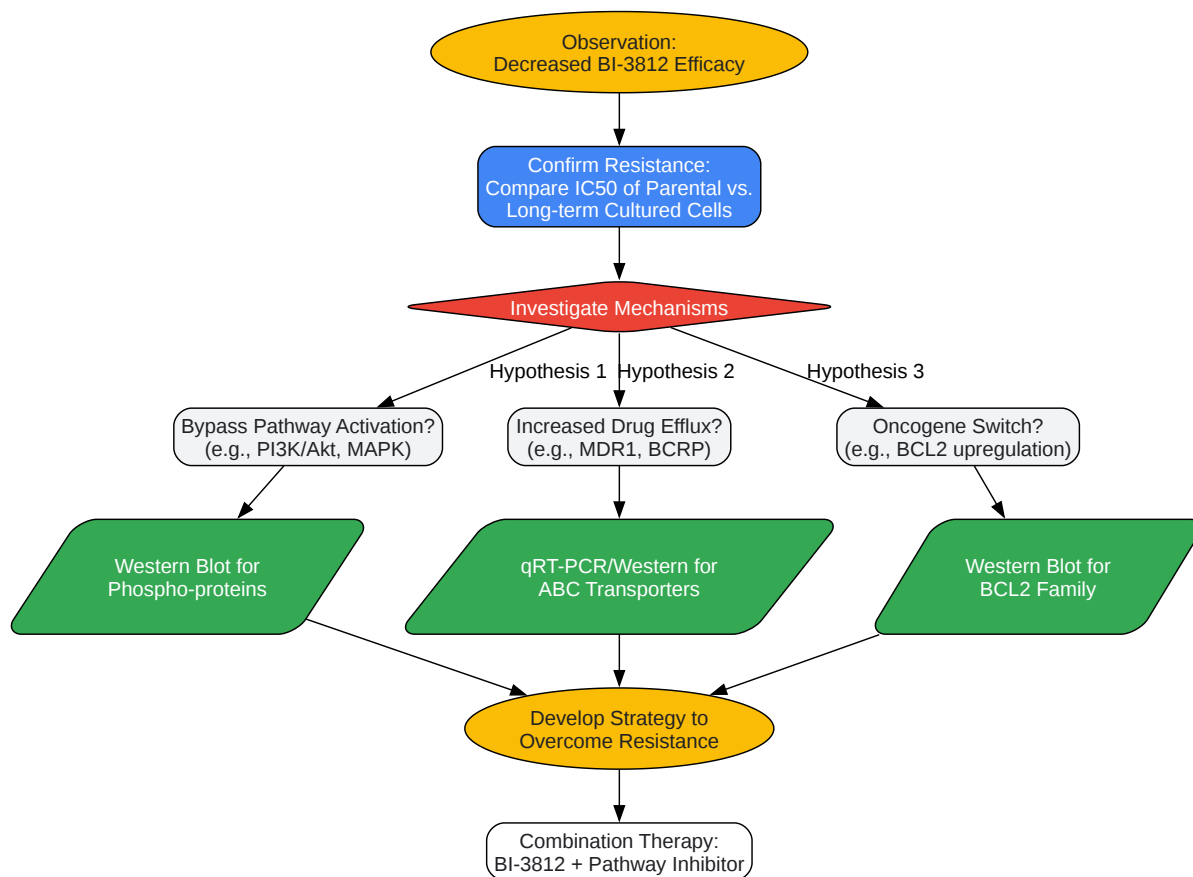 Observation:
Decreased BI-3812 Efficacy
Confirm Resistance:
Compare IC50 of Parental vs.
Long-term Cultured Cells
Investigate Mechanisms
Hypothesis 1
Hypothesis 2
Hypothesis 3
Bypass Pathway Activation?
(e.g., PI3K/Akt, MAPK)
Increased Drug Efflux?
(e.g., MDR1, BCRP)
Oncogene Switch?
(e.g., BCL2 upregulation)
Western Blot for
Phospho-proteins
qRT-PCR/Western for
ABC Transporters
Western Blot for
BCL2 Family
Develop Strategy to
Overcome Resistance
Combination Therapy:
BI-3812 + Pathway Inhibitor